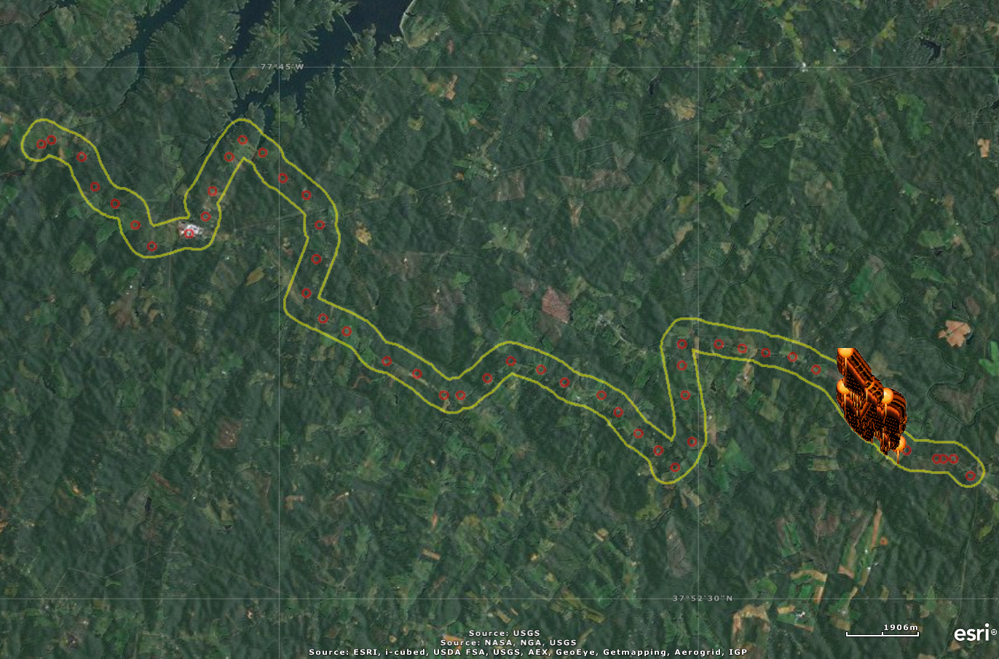 77°45'W
37°52'30"N
1906m
Source: USGS
Source: NASA, NGA, USGS
Source: ESRI, i-cubed, USDA FSA, USGS, AEX, GeoEye, Getmapping, Aerogrid, IGP
esri®